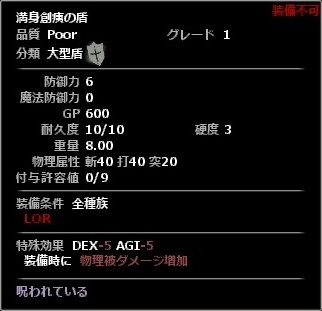 満身創痍の盾
装備不可
品質 Poor グレード 1
分類 大型盾
防御力 6
魔法防御力 0
GP 600
耐久度 10/10 硬度 3
重量 8.00
物理属性 斬40 打40 突20
付与許容値 0/9
装備条件 全種族
LOR
特殊効果 DEX-5 AGI-5
装備時に 物理被ダメージ増加
呪われている